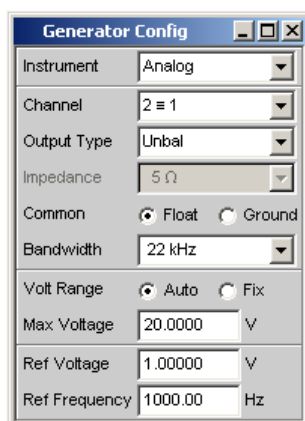 Generator Config
Instrument Analog
Channel 2 ≡ 1
Output Type Unbal
Impedance 5 Ω
Common Float Ground
Bandwidth 22 kHz
Volt Range Auto Fix
Max Voltage 20.0000 V
Ref Voltage 1.00000 V
Ref Frequency 1000.00 Hz